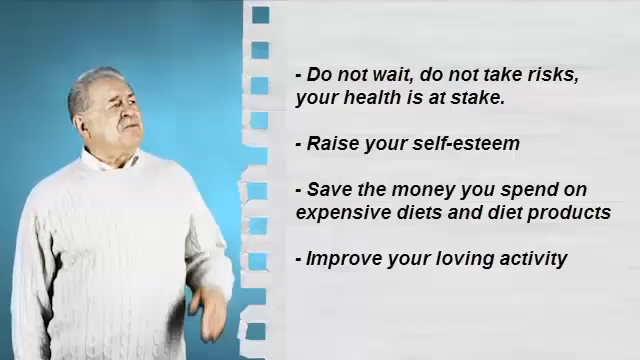 - Do not wait, do not take risks,
your health is at stake.
- Raise your self-esteem
- Save the money you spend on
expensive diets and diet products
- Improve your loving activity